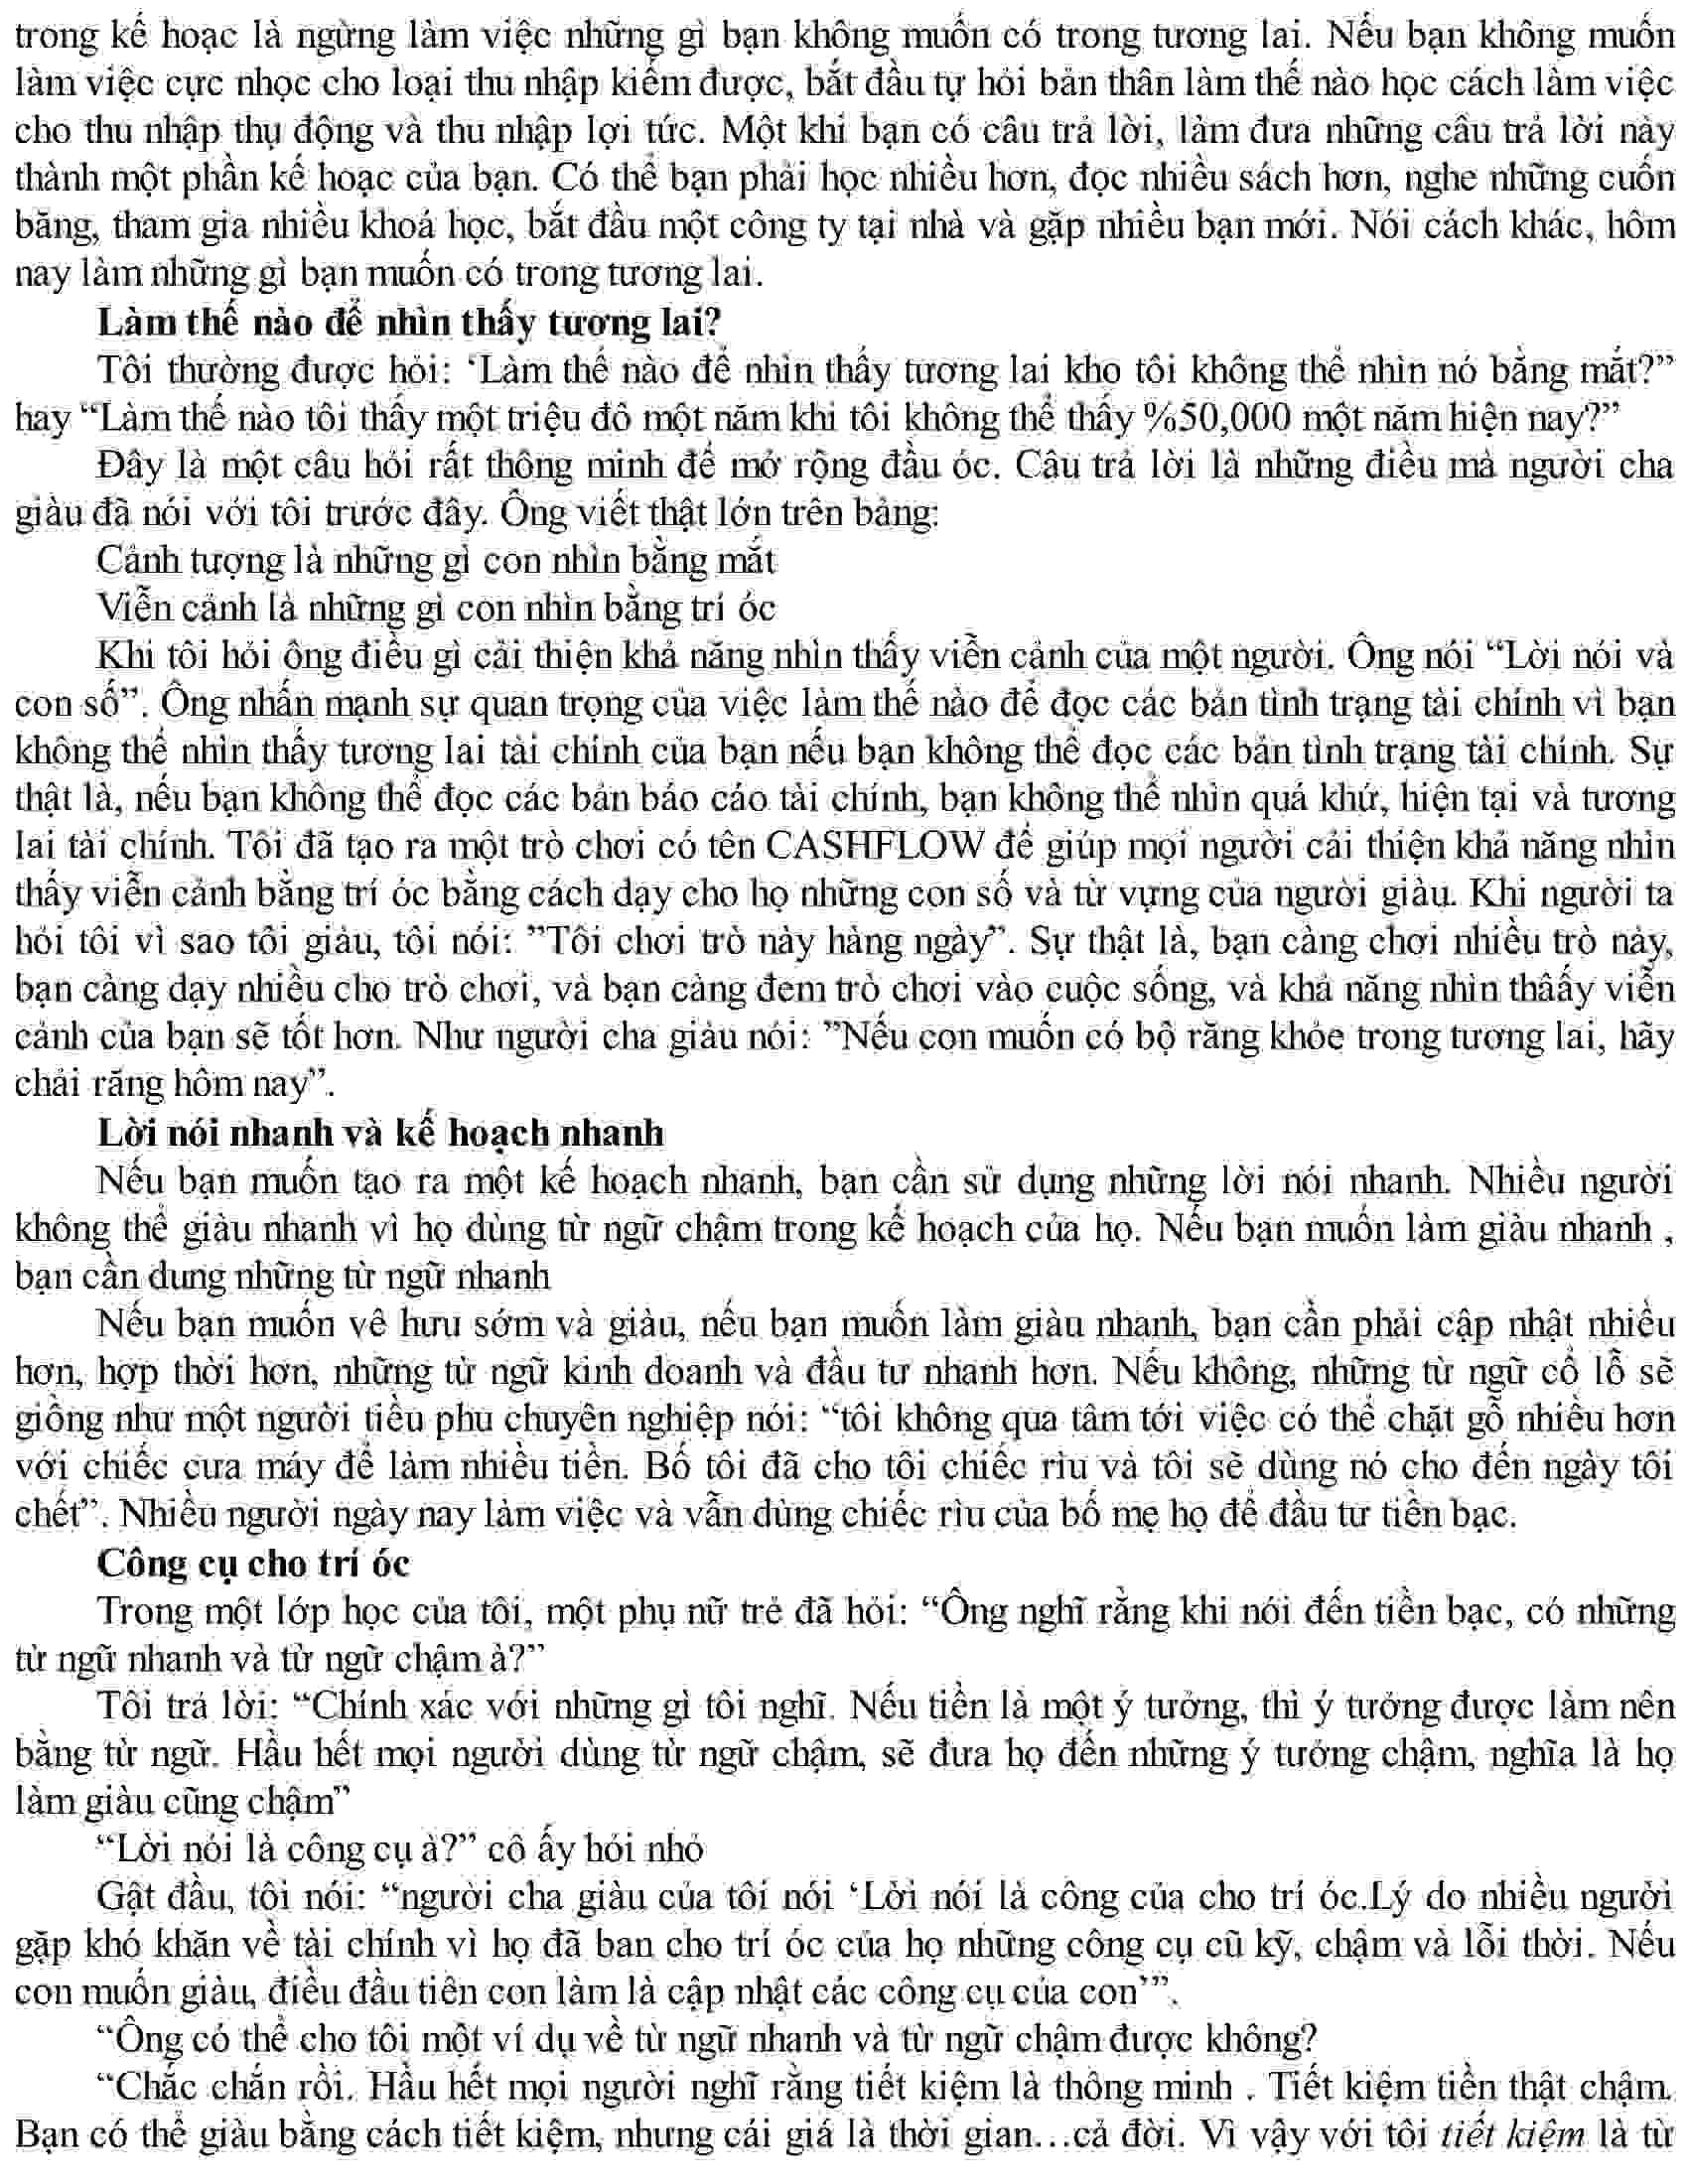 trong kế hoạc là ngừng làm việc những gì bạn không muốn có trong tương lai. Nếu bạn không muốn
làm việc cực nhọc cho loại thu nhập kiếm được, bắt đầu tự hỏi bản thân làm thế nào học cách làm việc
cho thu nhập thụ động và thu nhập lợi tức. Một khi bạn có câu trả lời, làm đưa những câu trả lời này
thành một phần kế hoạc của bạn. Có thể bạn phải học nhiều hơn, đọc nhiều sách hơn, nghe những cuốn
băng, tham gia nhiều khoá học, bắt đầu một công ty tại nhà và gặp nhiều bạn mới. Nói cách khác, hôm
nay làm những gì bạn muốn có trong tương lai.
Làm thế nào để nhìn thấy tương lai?
Tôi thường được hỏi: ‘Làm thế nào để nhìn thấy tương lai kho tôi không thể nhìn nó bằng mắt?”
hay “Làm thế nào tôi thấy một triệu đô một năm khi tôi không thể thấy %50,000 một năm hiện nay?”
Đây là một câu hỏi rất thông minh để mở rộng đầu óc. Câu trả lời là những điều mà người cha
giàu đã nói với tôi trước đây. Ông viết thật lớn trên bảng:
Cảnh tượng là những gì con nhìn bằng mắt
Viễn cảnh là những gì con nhìn bằng trí óc
Khi tôi hỏi ông điều gì cải thiện khả năng nhìn thấy viễn cảnh của một người. Ông nói “Lời nói và
con số”. Ông nhấn mạnh sự quan trọng của việc làm thế nào để đọc các bản tình trạng tài chính vì bạn
không thể nhìn thấy tương lai tài chính của bạn nếu bạn không thể đọc các bản tình trạng tài chính. Sự
thật là, nếu bạn không thể đọc các bản báo cáo tài chính, bạn không thể nhìn quá khứ, hiện tại và tương
lai tài chính. Tôi đã tạo ra một trò chơi có tên CASHFLOW để giúp mọi người cải thiện khả năng nhìn
thấy viễn cảnh bằng trí óc bằng cách dạy cho họ những con số và từ vựng của người giàu. Khi người ta
hỏi tôi vì sao tôi giàu, tôi nói: ”Tôi chơi trò này hàng ngày”. Sự thật là, bạn càng chơi nhiều trò này,
bạn càng dạy nhiều cho trò chơi, và bạn càng đem trò chơi vào cuộc sống, và khả năng nhìn thâấy viễn
cảnh của bạn sẽ tốt hơn. Như người cha giàu nói: ”Nếu con muốn có bộ răng khỏe trong tương lai, hãy
chải răng hôm nay”.
Lời nói nhanh và kế hoạch nhanh
Nếu bạn muốn tạo ra một kế hoạch nhanh, bạn cần sử dụng những lời nói nhanh. Nhiều người
không thể giàu nhanh vì họ dùng từ ngữ chậm trong kế hoạch của họ. Nếu bạn muốn làm giàu nhanh ,
bạn cần dung những từ ngữ nhanh
Nếu bạn muốn vê hưu sớm và giàu, nếu bạn muốn làm giàu nhanh, bạn cần phải cập nhật nhiều
hơn, hợp thời hơn, những từ ngữ kinh doanh và đầu tư nhanh hơn. Nếu không, những từ ngữ cổ lỗ sẽ
giồng như một người tiều phu chuyên nghiệp nói: “tôi không qua tâm tới việc có thể chặt gỗ nhiều hơn
với chiếc cưa máy để làm nhiều tiền. Bố tôi đã cho tội chiếc rìu và tôi sẽ dùng nó cho đến ngày tôi
chết”. Nhiều người ngày nay làm việc và vẫn dùng chiếc rìu của bố mẹ họ để đầu tư tiền bạc.
Công cụ cho trí óc
Trong một lớp học của tôi, một phụ nữ trẻ đã hỏi: “Ông nghĩ rằng khi nói đến tiền bạc, có những
từ ngữ nhanh và từ ngữ chậm à?”
Tôi trả lời: “Chính xác với những gì tôi nghĩ. Nếu tiền là một ý tưởng, thì ý tưởng được làm nên
bằng từ ngữ. Hầu hết mọi người dùng từ ngữ chậm, sẽ đưa họ đến những ý tưởng chậm, nghĩa là họ
làm giàu cũng chậm”
“Lời nói là công cụ à?” cô ấy hỏi nhỏ
Gật đầu, tôi nói: “người cha giàu của tôi nói ‘Lời nói là công của cho trí óc.Lý do nhiều người
gặp khó khăn về tài chính vì họ đã ban cho trí óc của họ những công cụ cũ kỹ, chậm và lỗi thời. Nếu
con muốn giàu, điều đầu tiên con làm là cập nhật các công cụ của con’”.
“Ông có thể cho tôi một ví dụ về từ ngữ nhanh và từ ngữ chậm được không?
“Chắc chắn rồi. Hầu hết mọi người nghĩ rằng tiết kiệm là thông minh . Tiết kiệm tiền thật chậm.
Bạn có thể giàu bằng cách tiết kiệm, nhưng cái giá là thời gian...cả đời. Vì vậy với tôi tiết kiệm là từ